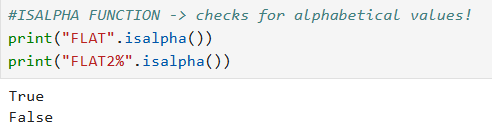 #ISALPHA FUNCTION -> checks for alphabetical values!
print("FLAT".isalpha())
print("FLAT2%".isalpha())
True
False